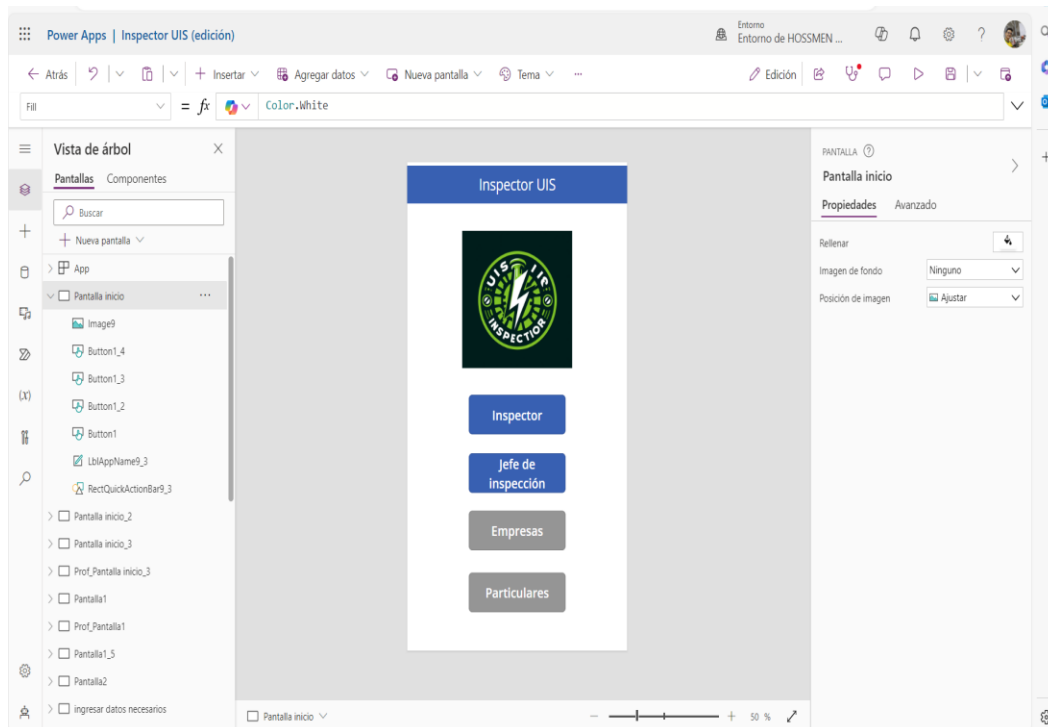 Power Apps | Inspector UIS (edición)
Entorno
Entorno de HOSSMEN ...
Atrás
Insertar
Agregar datos
Nueva pantalla
Tema
...
Edición
Fill
= fx
Color.White
Vista de árbol
Pantallas Componentes
Buscar
Nueva pantalla
App
Pantalla inicio ...
Image9
Button1_4
Button1_3
Button1_2
Button1
LblAppName9_3
RectQuickActionBar9_3
Pantalla inicio_2
Pantalla inicio_3
Prof_Pantalla inicio_3
Pantalla1
Prof_Pantalla1
Pantalla1_5
Pantalla2
ingresar datos necesarios
(x)
Inspector UIS
UIS
INSPECTIOR
Inspector
Jefe de
inspección
Empresas
Particulares
Pantalla inicio
50 %
PANTALLA
Pantalla inicio
Propiedades Avanzado
Rellenar
Imagen de fondo Ninguno
Posición de imagen Ajustar